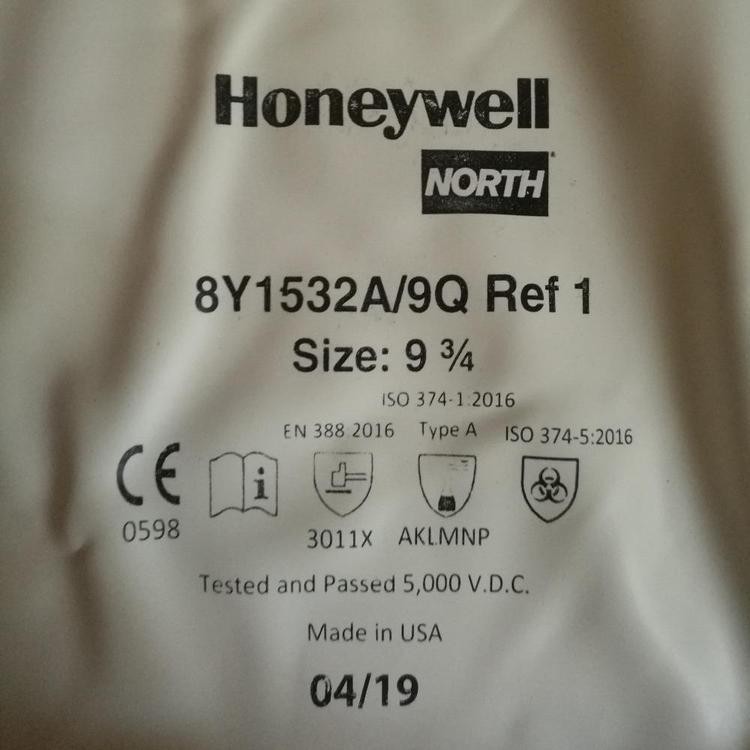 Honeywell
NORTH
8Y1532A/9Q Ref 1
Size: 9 ¾
ISO 374-1:2016
EN 388 2016 Type A ISO 374-5:2016
CE i
0598 3011X AKLMNP
Tested and Passed 5,000 V.D.C.
Made in USA
04/19